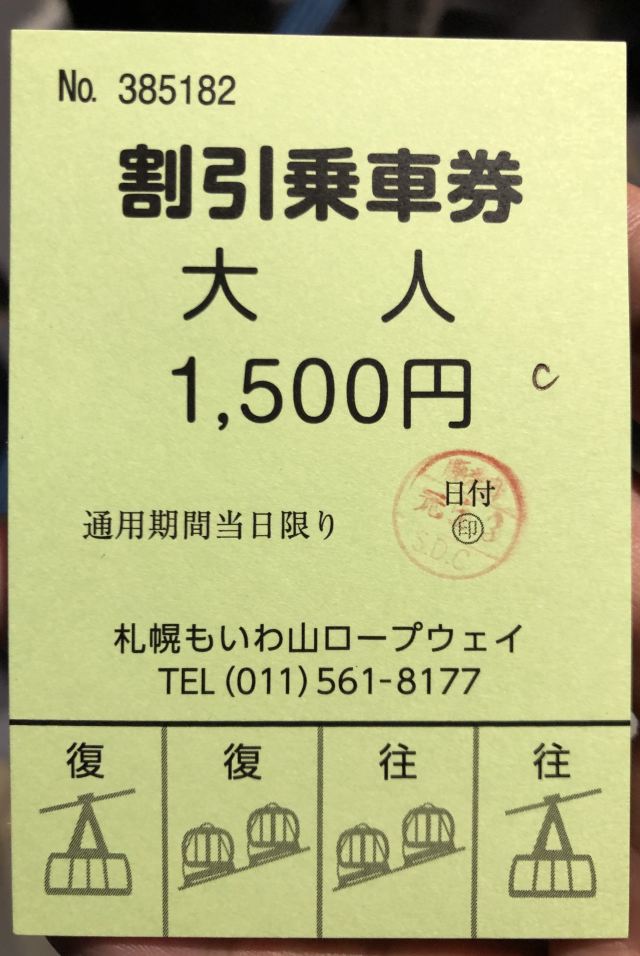 No. 385182
割引乗車券
大 人
1,500円
C
日付
㊞
S.D.C
通用期間当日限り
札幌もいわ山ロープウェイ
TEL (011) 561-8177
復 復 往 往